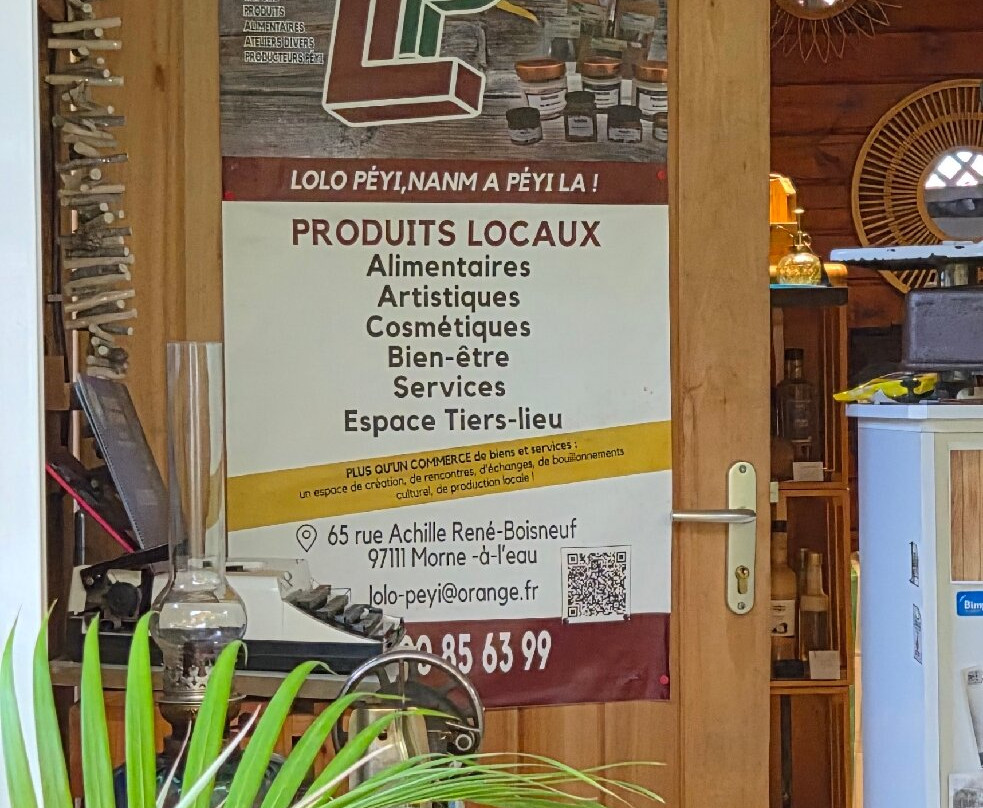 PRODUITS
ALIMENTAIRES
ATELIERS DIVERS
PRODUCTEURS PÉYI
LP
LOLO PÉYI,NANM A PÉYI LA !
PRODUITS LOCAUX
Alimentaires
Artistiques
Cosmétiques
Bien-être
Services
Espace Tiers-lieu
PLUS QU'UN COMMERCE de biens et services :
un espace de création, de rencontres, d'échanges, de bouillonnements
culturel, de production locale !
65 rue Achille René-Boisneuf
97111 Morne -à-l'eau
lolo-peyi@orange.fr
85 63 99